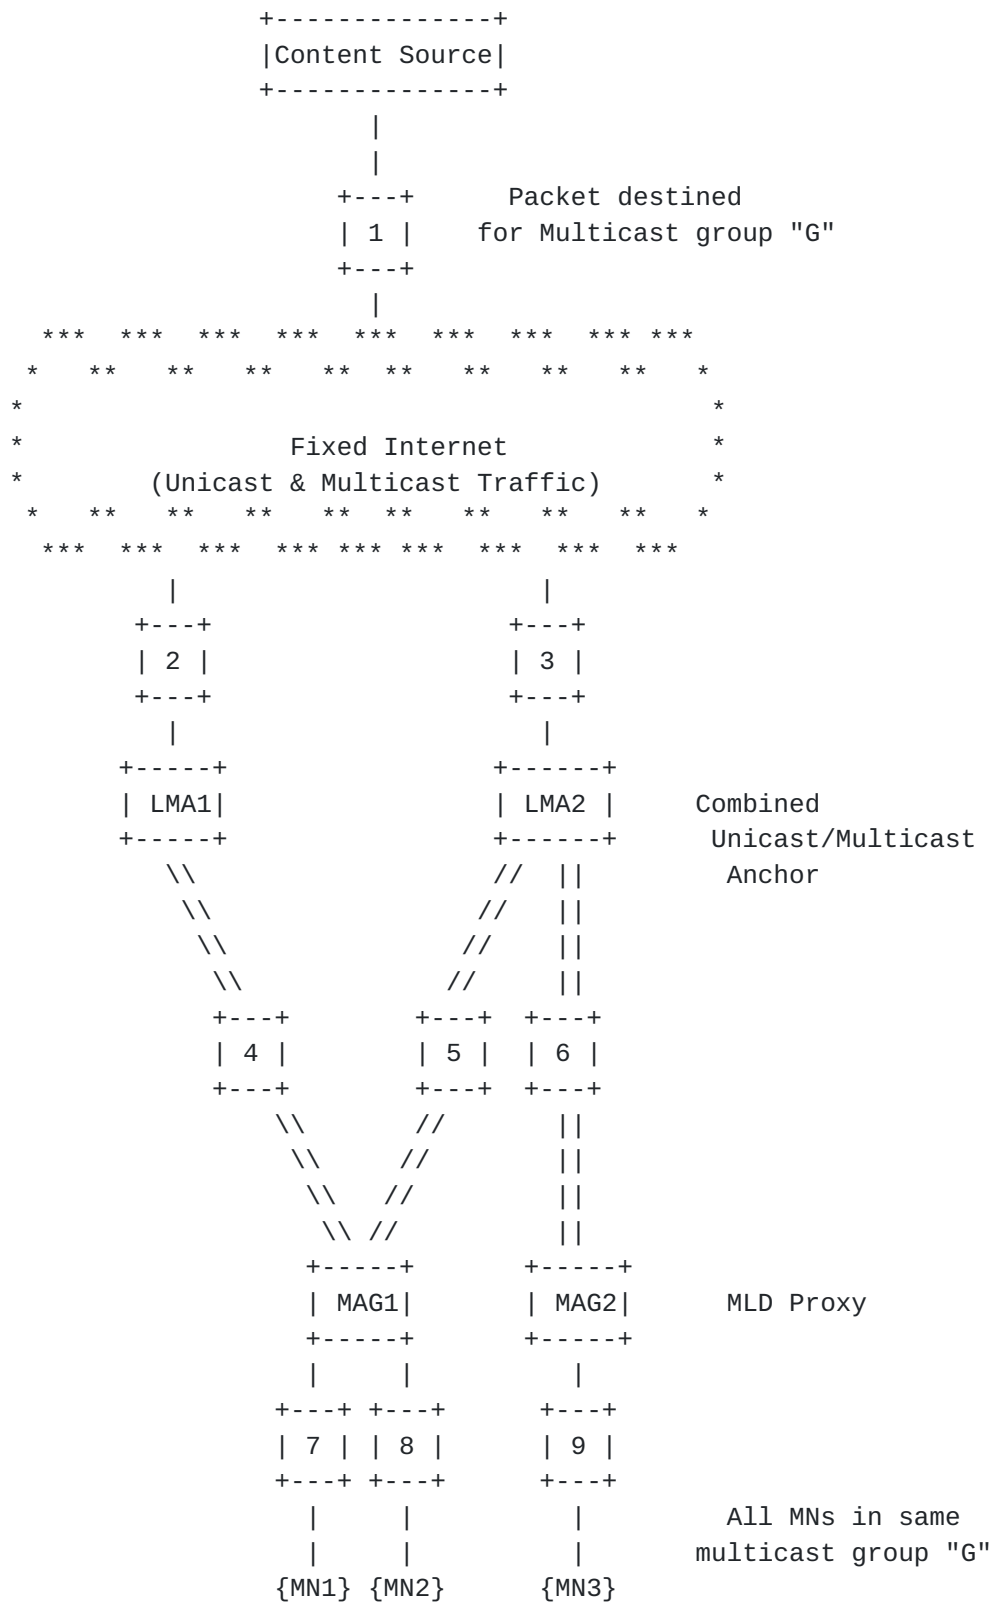 Content Source
Packet destined
1 for Multicast group "G"
Fixed Internet
(Unicast & Multicast Traffic)
2 3
LMA1 LMA2 Combined
Unicast/Multicast
Anchor
4 5 6
MAG1 MAG2 MLD Proxy
7 8 9
All MNs in same
multicast group "G"
{MN1} {MN2} {MN3}